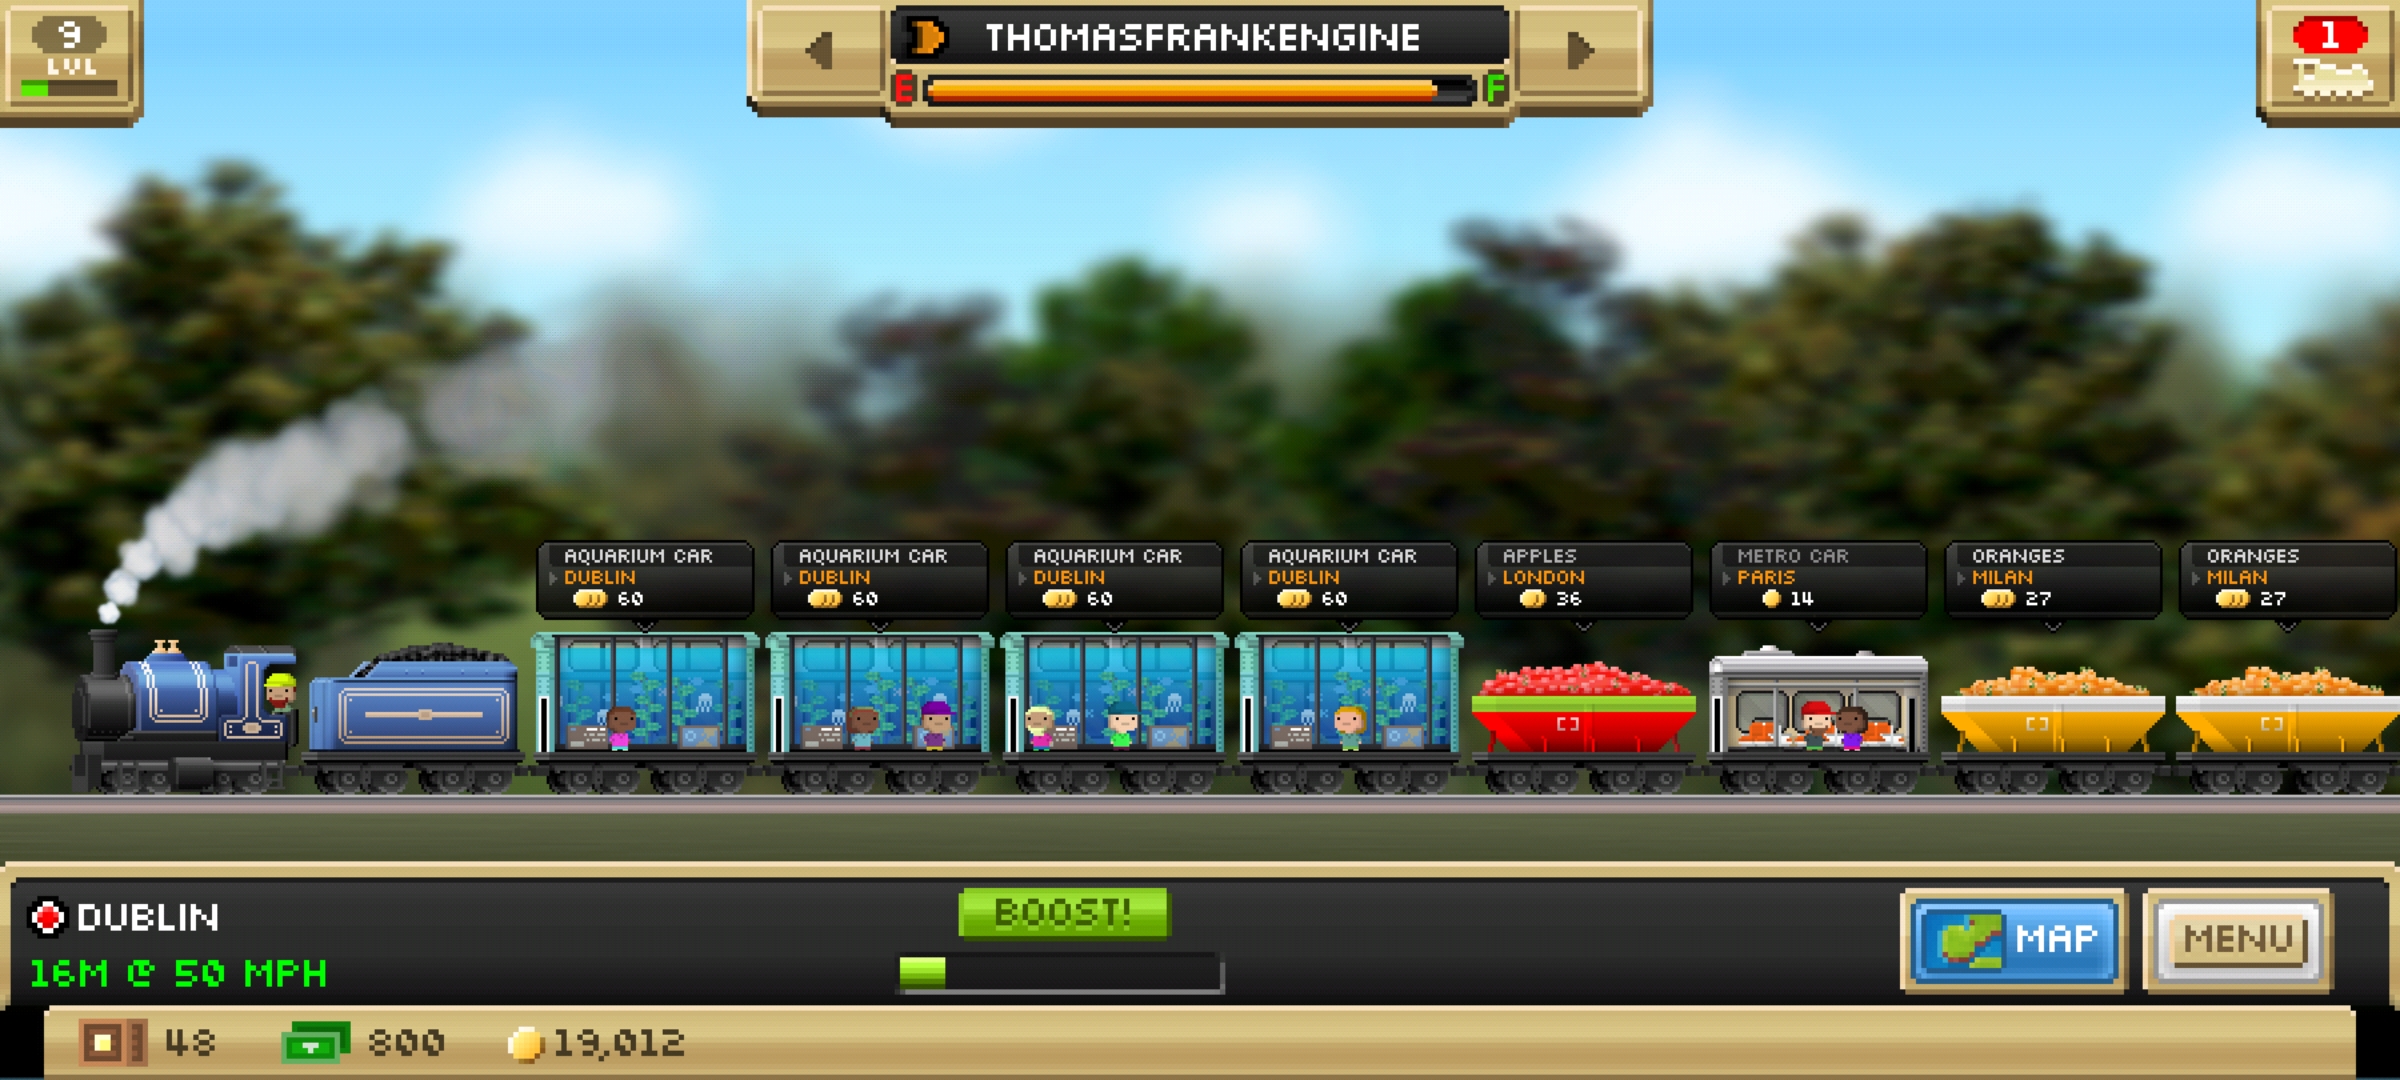 9
LVL
THOMASFRANKENGINE
E F
1
AQUARIUM CAR
DUBLIN
60
AQUARIUM CAR
DUBLIN
60
AQUARIUM CAR
DUBLIN
60
AQUARIUM CAR
DUBLIN
60
APPLES
LONDON
36
METRO CAR
PARIS
14
ORANGES
MILAN
27
ORANGES
MILAN
27
DUBLIN
16M @ 50 MPH
BOOST!
MAP
MENU
48
800
19,012